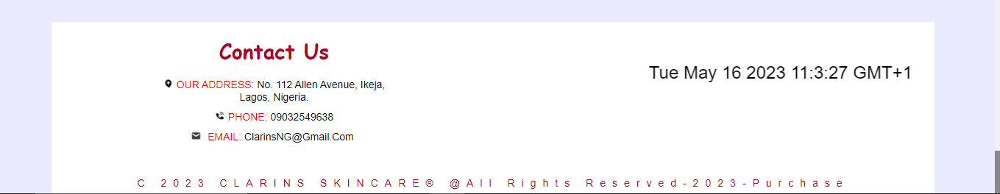 Contact Us
OUR ADDRESS: No. 112 Allen Avenue, Ikeja,
Lagos, Nigeria.
PHONE: 09032549638
EMAIL: ClarinsNG@Gmail.Com
Tue May 16 2023 11:3:27 GMT+1
C 2023 CLARINS SKINCARE® @All Rights Reserved-2023-Purchase